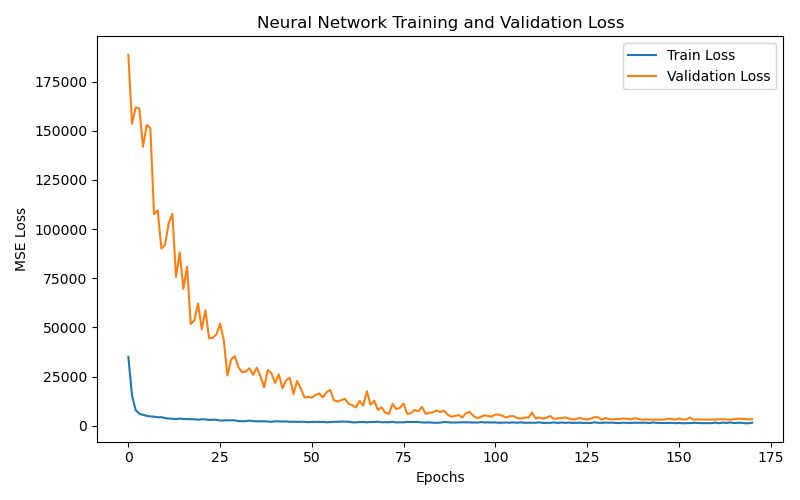 Neural Network Training and Validation Loss
Train Loss
Validation Loss
MSE Loss
175000
150000
125000
100000
75000
50000
25000
0
0 25 50 75 100 125 150 175
Epochs